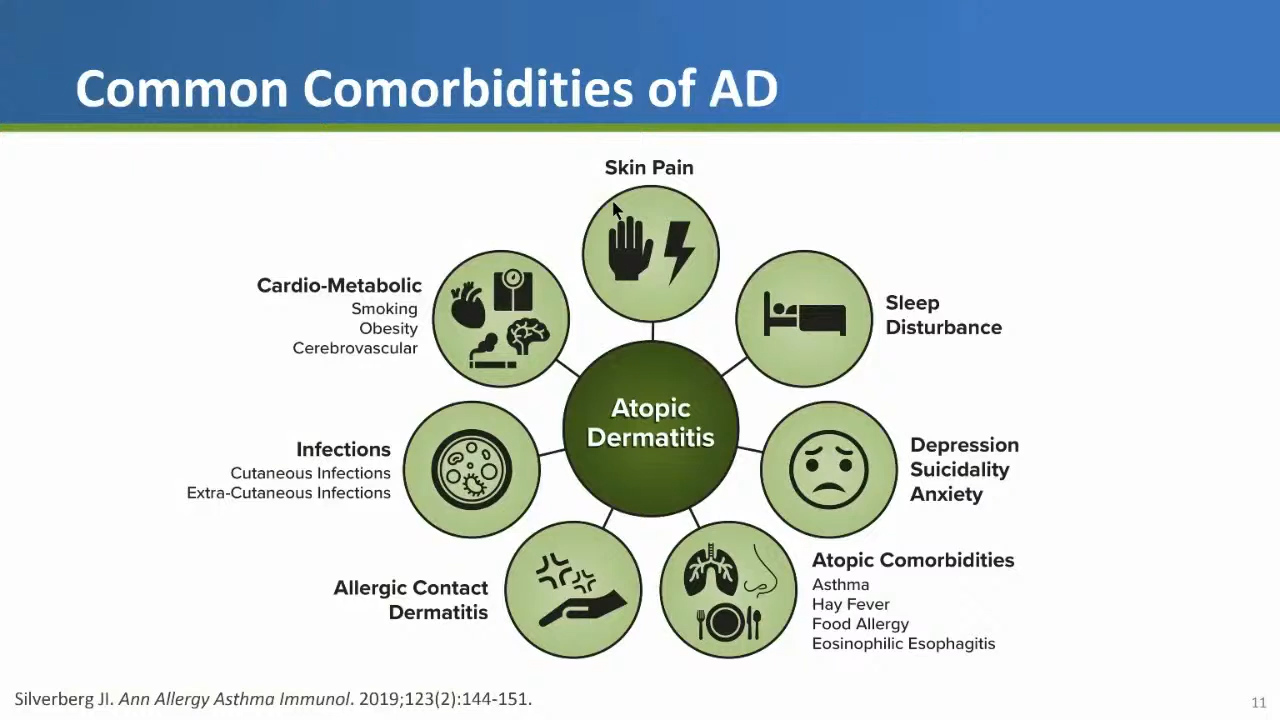 Common Comorbidities of AD
Skin Pain
Cardio-Metabolic
Smoking
Obesity
Cerebrovascular
Sleep
Disturbance
Atopic
Dermatitis
Infections
Cutaneous Infections
Extra-Cutaneous Infections
Depression
Suicidality
Anxiety
Allergic Contact
Dermatitis
Atopic Comorbidities
Asthma
Hay Fever
Food Allergy
Eosinophilic Esophagitis
Silverberg JI. Ann Allergy Asthma Immunol. 2019;123(2):144-151.
11